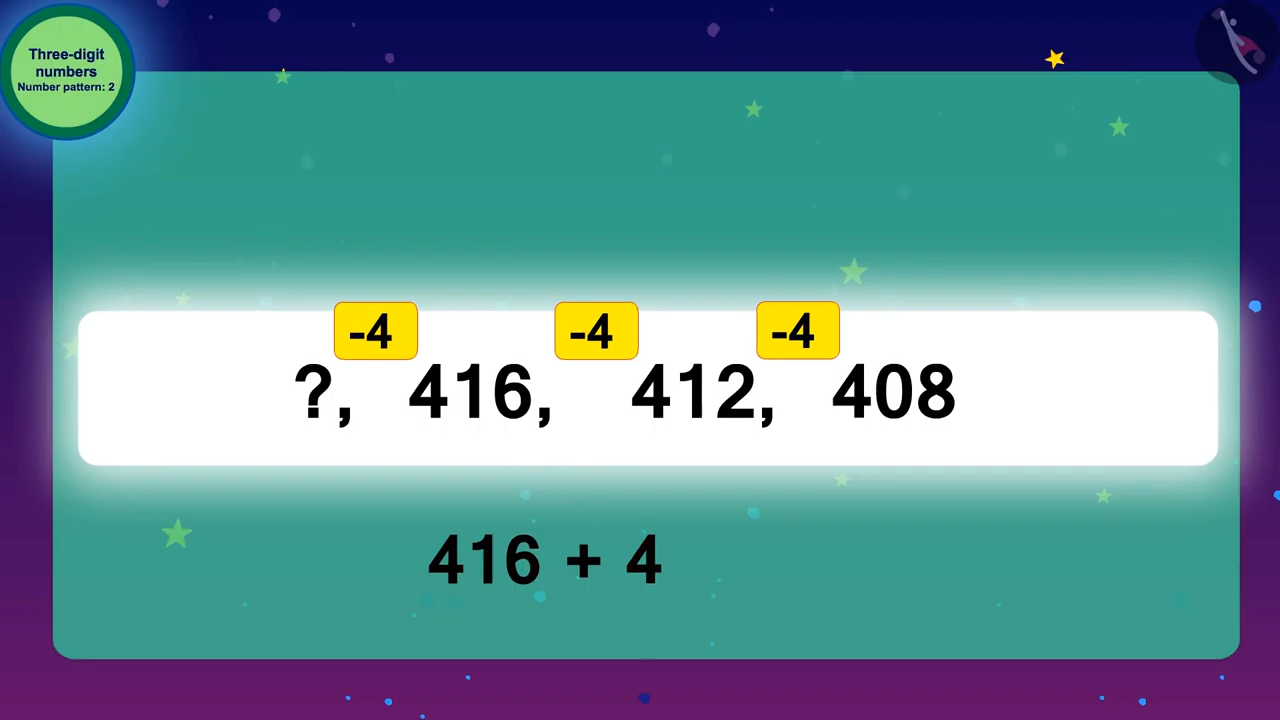 Three-digit
numbers
Number pattern: 2
-4 -4 -4
?, 416, 412, 408
416 + 4